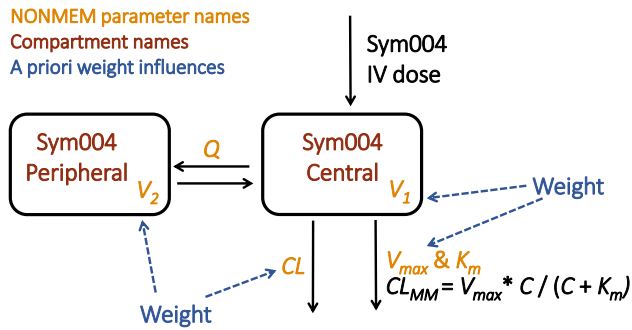 NONMEM parameter names
Compartment names
A priori weight influences
Sym004
IV dose
Sym004
Peripheral
V2
Q
Sym004
Central
V1
Weight
CL
Vmax & Km
CLMM = Vmax* C / (C + Km)
Weight